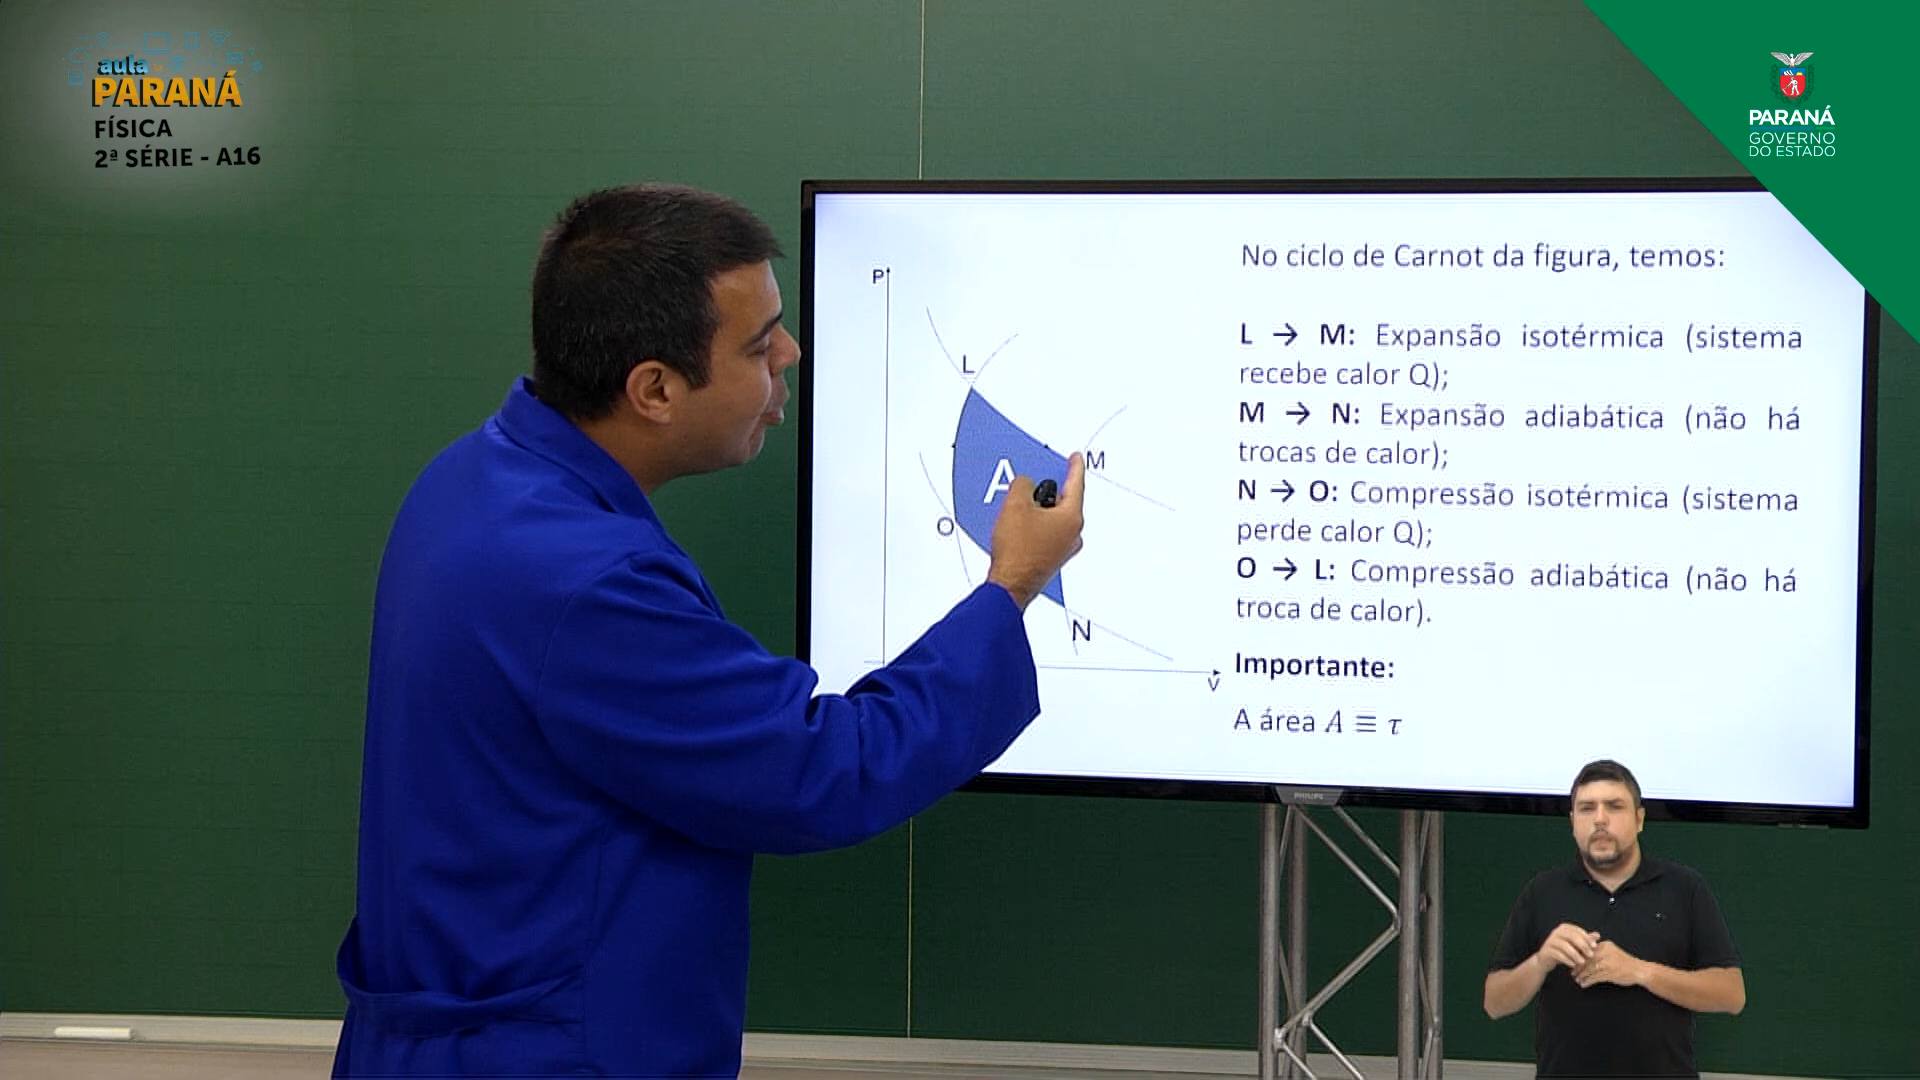 aula
PARANÁ
FÍSICA
2ª SÉRIE - A16
PARANÁ
GOVERNO
DO ESTADO
P
L
A
M
O
N
V
No ciclo de Carnot da figura, temos:
L → M: Expansão isotérmica (sistema
recebe calor Q);
M → N: Expansão adiabática (não há
trocas de calor);
N → O: Compressão isotérmica (sistema
perde calor Q);
O → L: Compressão adiabática (não há
troca de calor).
Importante:
A área A ≡ τ
PHILIPS